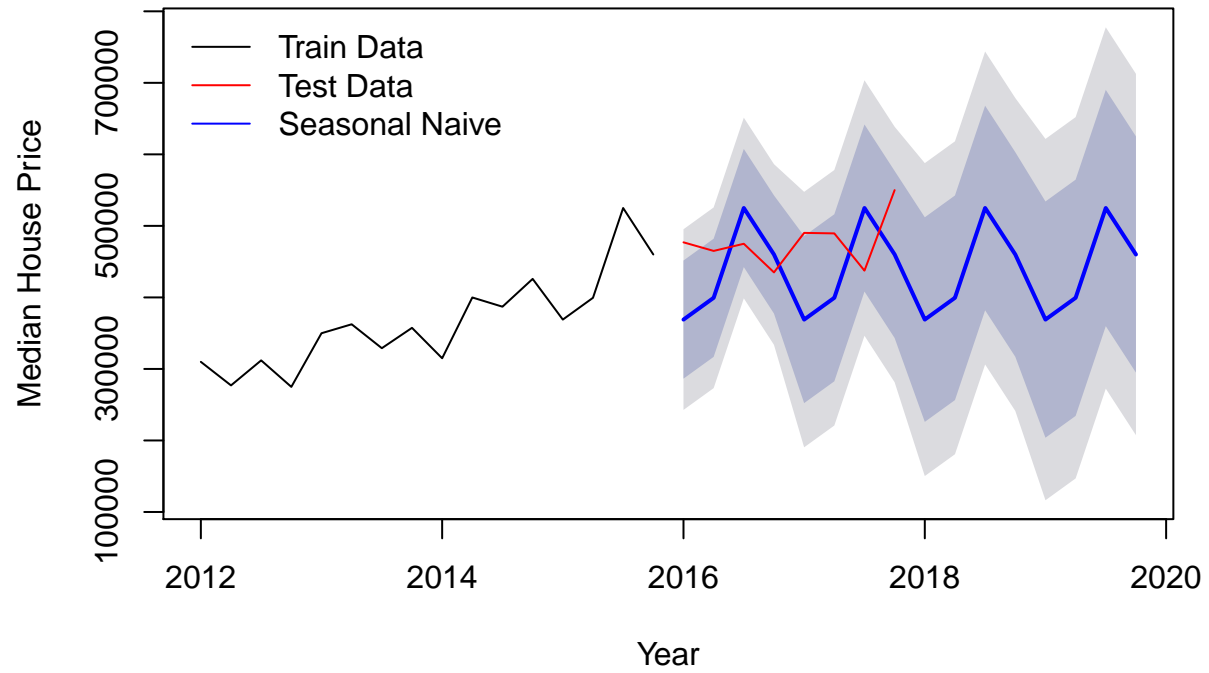 Train Data
Test Data
Seasonal Naive
Median House Price
700000
500000
300000
100000
2012 2014 2016 2018 2020
Year